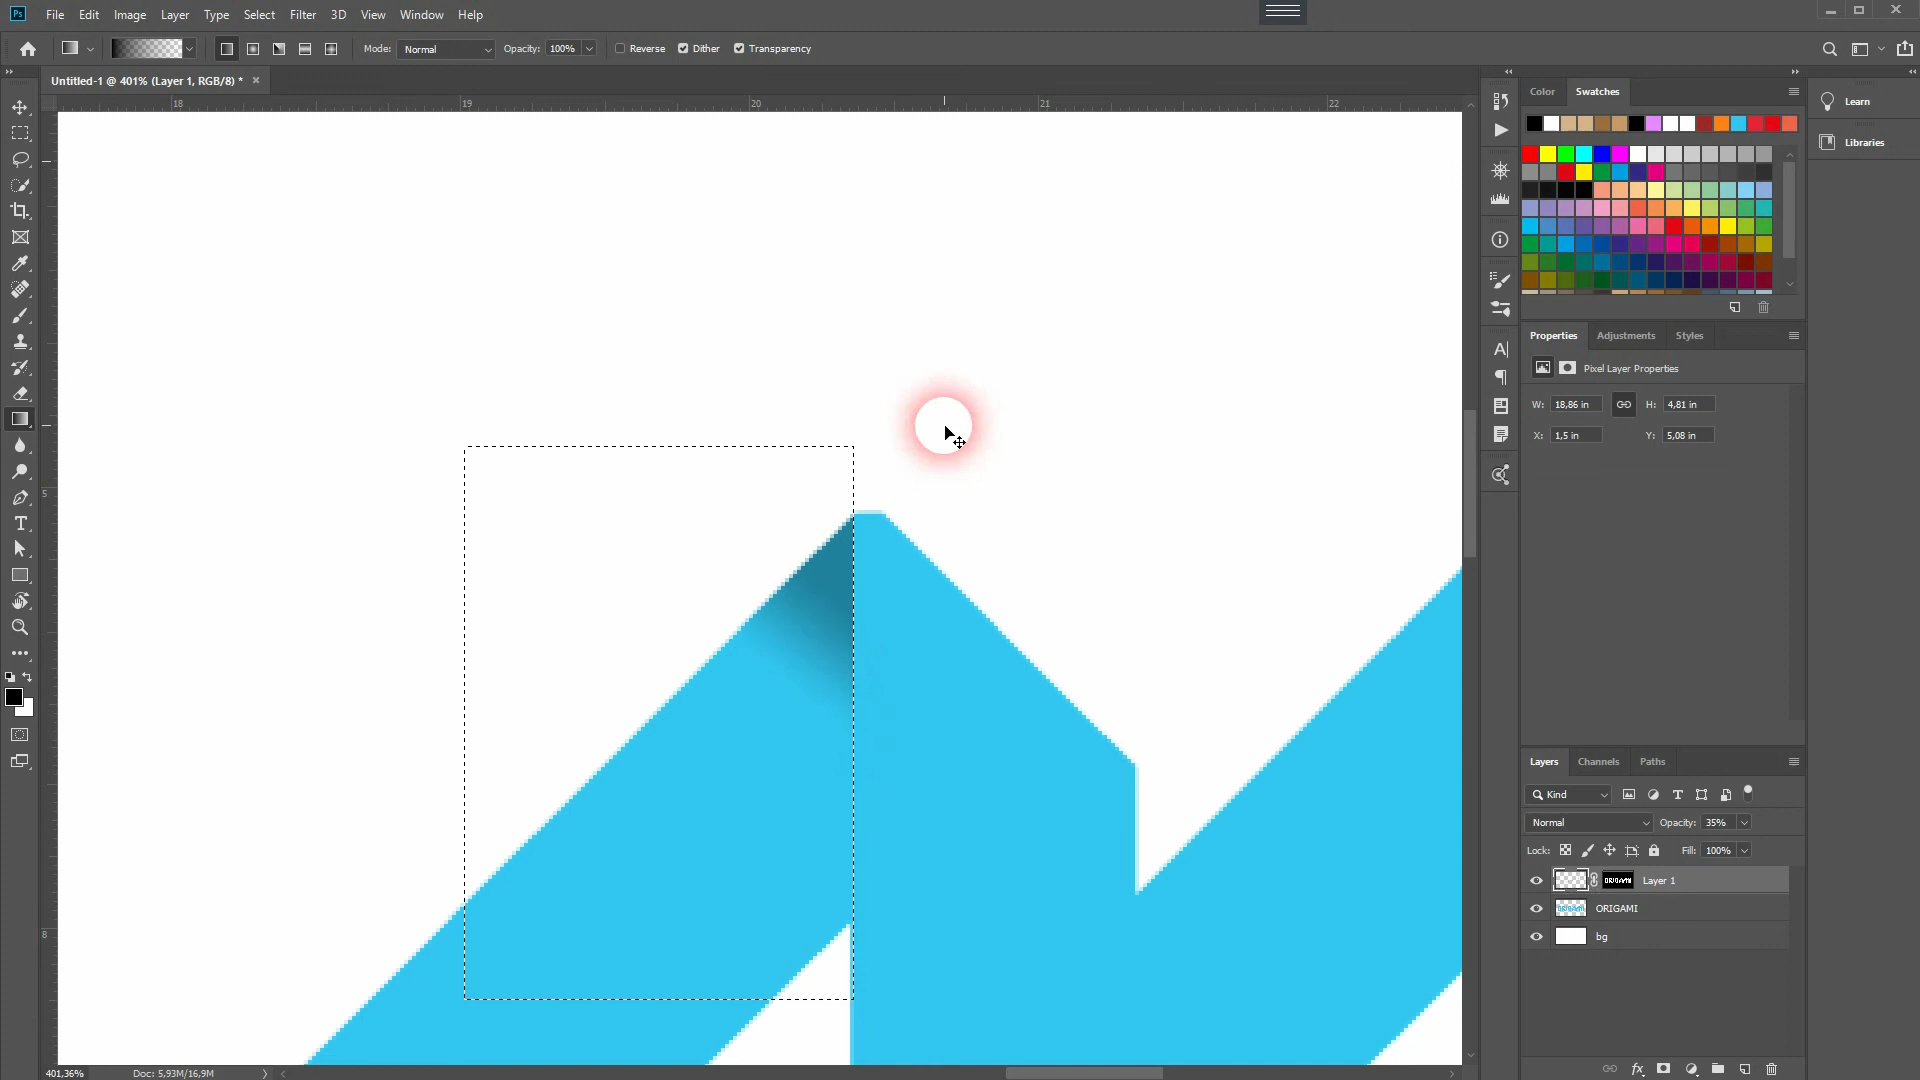 Ps File Edit Image Layer Type Select Filter 3D View Window Help
Mode: Normal Opacity: 100% Reverse Dither Transparency
Untitled-1 @ 401% (Layer 1, RGB/8) *
18 19 20 21 22
5
8
Color Swatches
Learn
Libraries
Properties Adjustments Styles
Pixel Layer Properties
W: 18,86 in H: 4,81 in
X: 1,5 in Y: 5,08 in
Layers Channels Paths
Kind
Normal Opacity: 35%
Lock: Fill: 100%
ORIGAMI Layer 1
ORIGAMI ORIGAMI
bg
401,36% Doc: 5,93M/16,9M